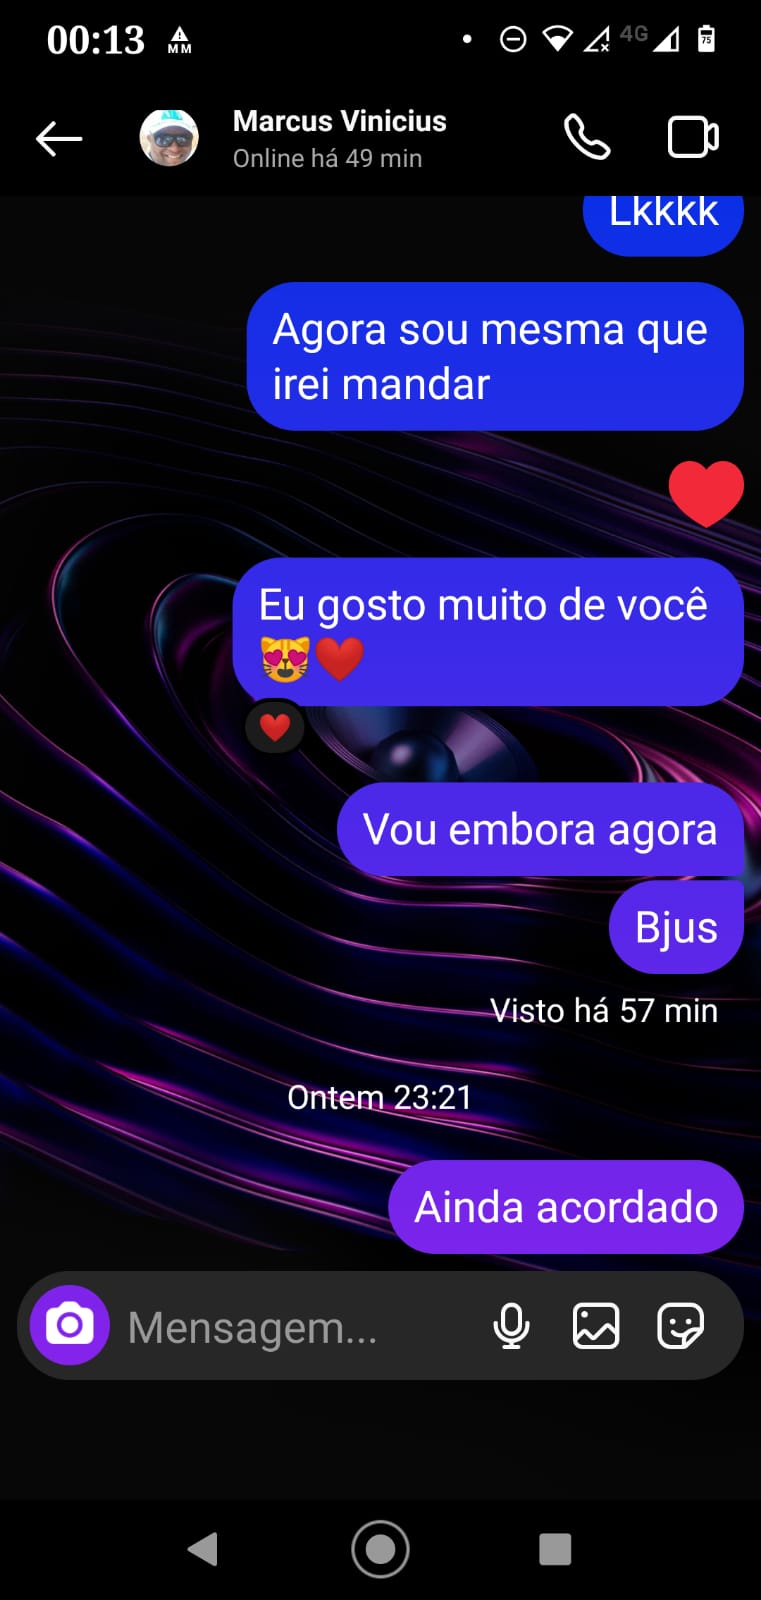 00:13
MM
4G
75
Marcus Vinicius
Online há 49 min
Lkkkk
Agora sou mesma que
irei mandar
Eu gosto muito de você
😻❤️
❤️
Vou embora agora
Bjus
Visto há 57 min
Ontem 23:21
Ainda acordado
Mensagem...